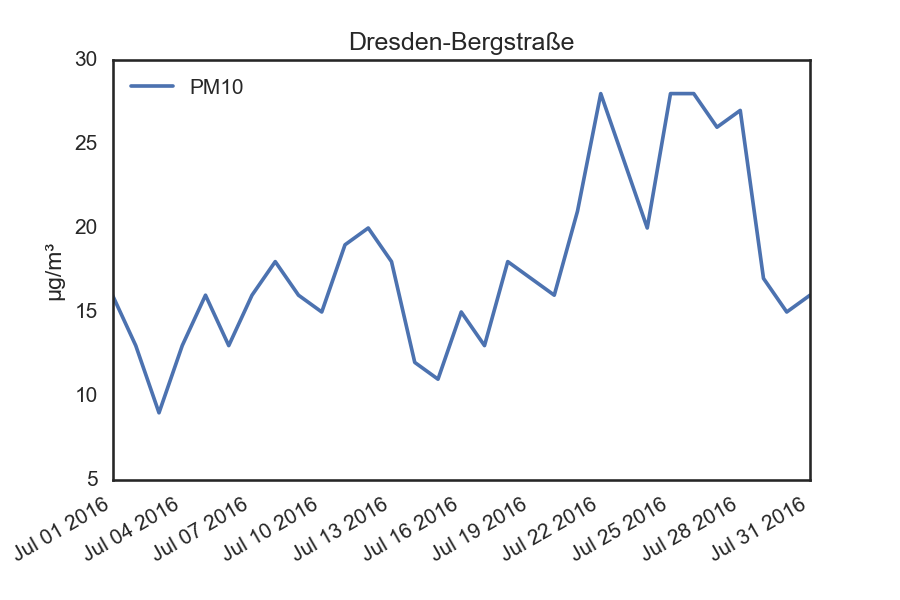 Dresden-Bergstraße
PM10
µg/m³
30
25
20
15
10
5
Jul 01 2016
Jul 04 2016
Jul 07 2016
Jul 10 2016
Jul 13 2016
Jul 16 2016
Jul 19 2016
Jul 22 2016
Jul 25 2016
Jul 28 2016
Jul 31 2016